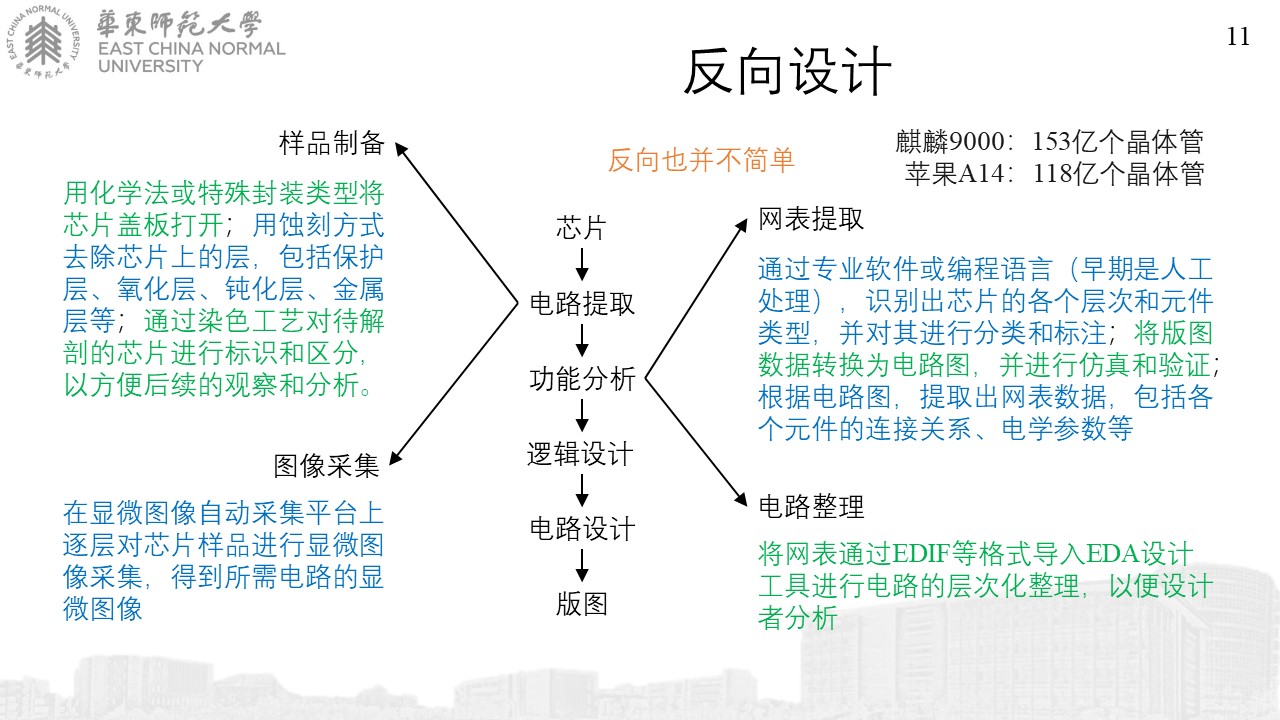 EAST CHINA NORMAL UNIVERSITY
華東师范大學
華東師范大學
EAST CHINA NORMAL
UNIVERSITY
11
反向设计
样品制备
用化学法或特殊封装类型将
芯片盖板打开；用蚀刻方式
去除芯片上的层，包括保护
层、氧化层、钝化层、金属
层等；通过染色工艺对待解
剖的芯片进行标识和区分，
以方便后续的观察和分析。
图像采集
在显微图像自动采集平台上
逐层对芯片样品进行显微图
像采集，得到所需电路的显
微图像
反向也并不简单
芯片
电路提取
功能分析
逻辑设计
电路设计
版图
麒麟9000：153亿个晶体管
苹果A14：118亿个晶体管
网表提取
通过专业软件或编程语言（早期是人工
处理），识别出芯片的各个层次和元件
类型，并对其进行分类和标注；将版图
数据转换为电路图，并进行仿真和验证；
根据电路图，提取出网表数据，包括各
个元件的连接关系、电学参数等
电路整理
将网表通过EDIF等格式导入EDA设计
工具进行电路的层次化整理，以便设计
者分析